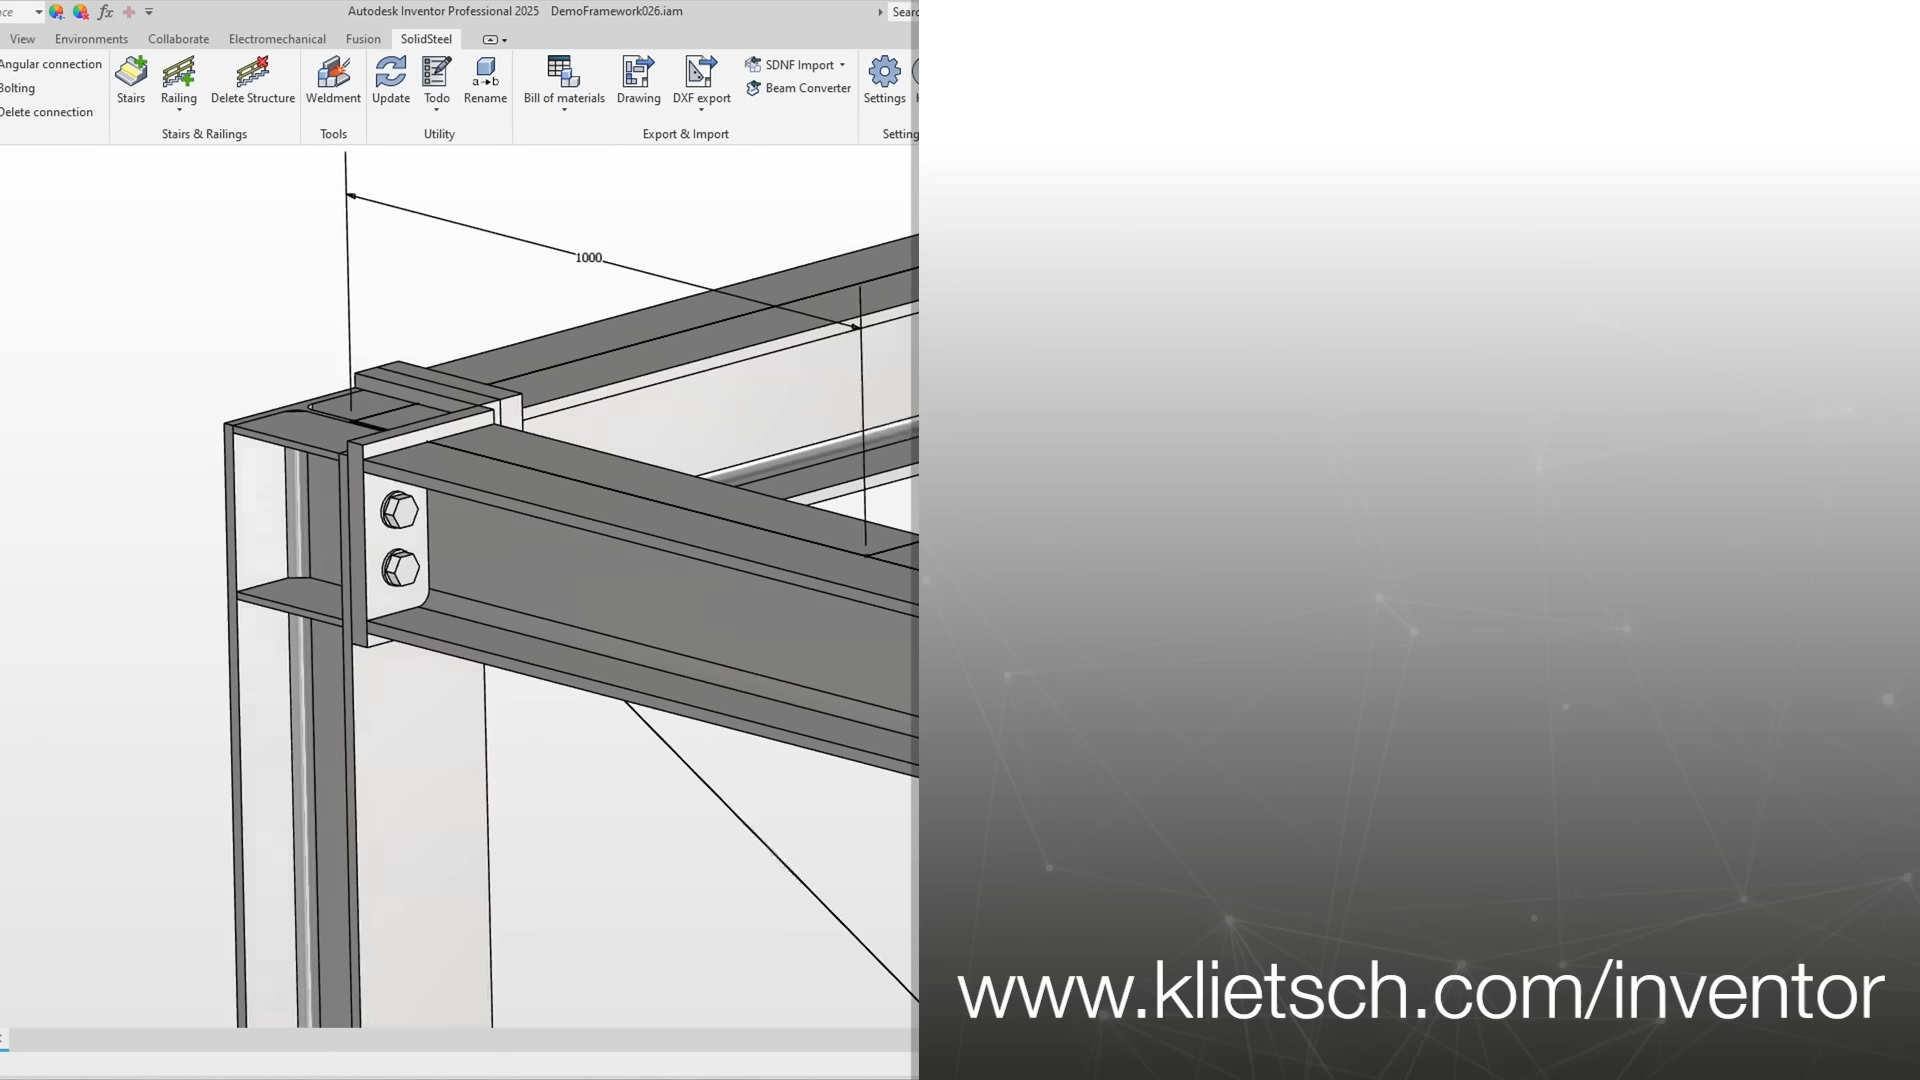 Autodesk Inventor Professional 2025 DemoFramework026.iam
View Environments Collaborate Electromechanical Fusion SolidSteel
Angular connection
Bolting
Delete connection
Stairs Railing Delete Structure
Stairs & Railings
Weldment
Tools
Update Todo Rename
Utility
Bill of materials Drawing DXF export
SDNF Import
Beam Converter
Export & Import
Settings
1000
www.klietsch.com/inventor